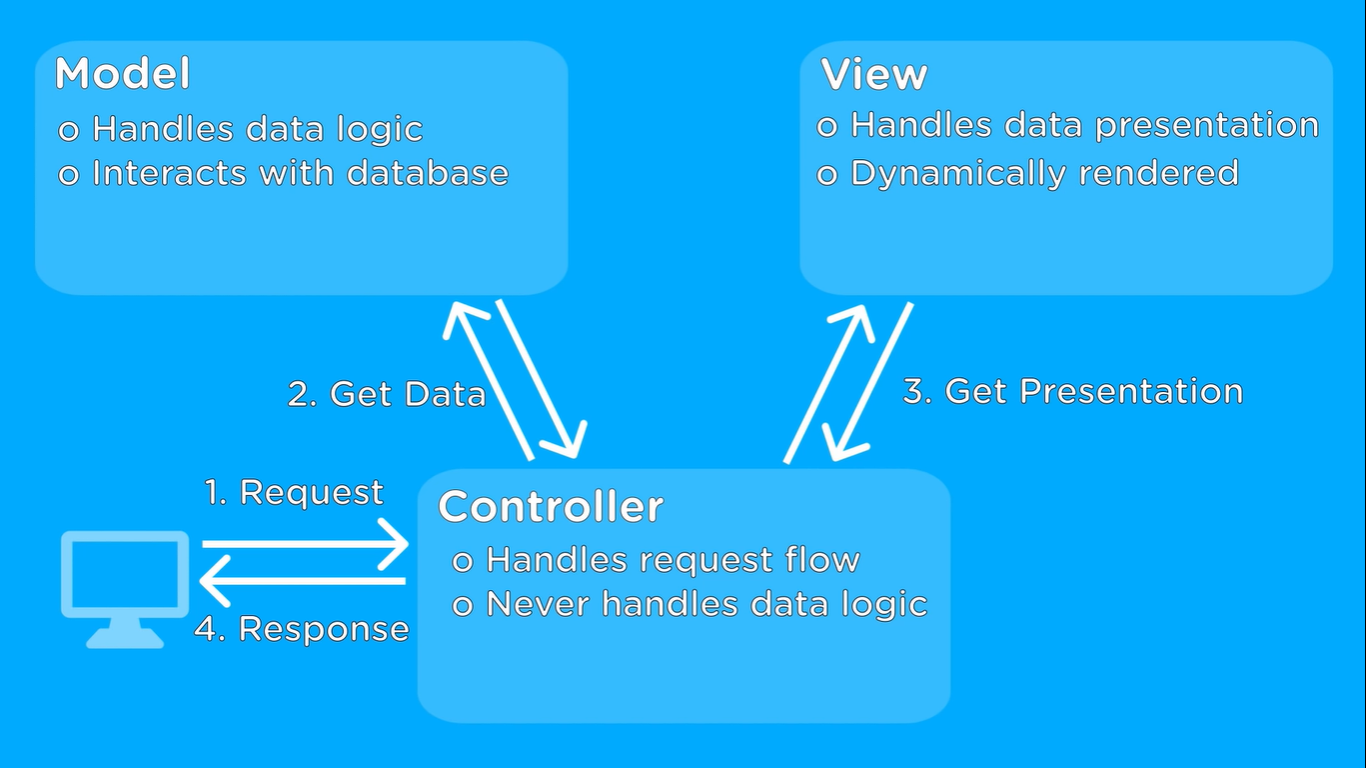 Model
o Handles data logic
o Interacts with database
View
o Handles data presentation
o Dynamically rendered
2. Get Data
3. Get Presentation
1. Request
4. Response
Controller
o Handles request flow
o Never handles data logic